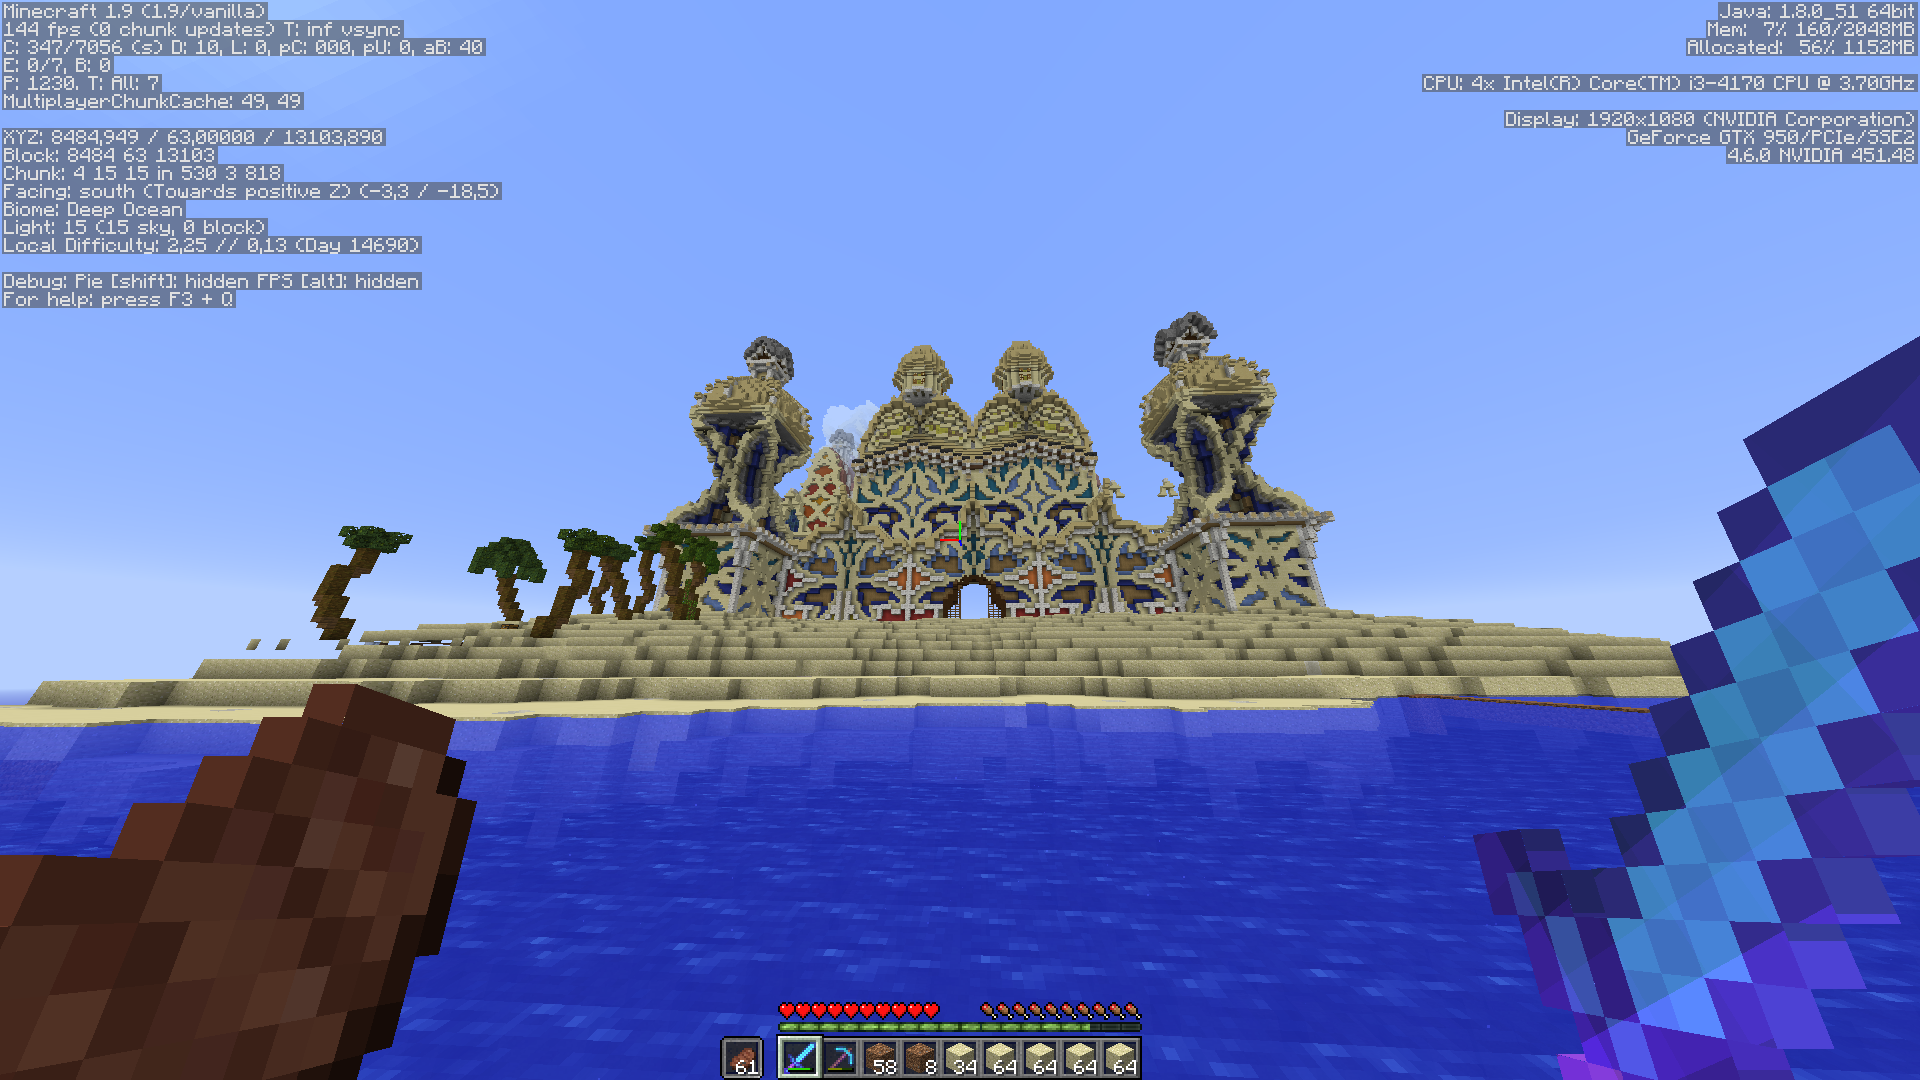 Minecraft 1.9 (1.9/vanilla)
144 fps (0 chunk updates) T: inf vsync
C: 347/7056 (s) D: 10, L: 0, pC: 000, pU: 0, aB: 40
E: 0/7, B: 0
P: 1230. T: All: 7
MultiplayerChunkCache: 49, 49
XYZ: 8484,949 / 63,00000 / 13103,890
Block: 8484 63 13103
Chunk: 4 15 15 in 530 3 818
Facing: south (Towards positive Z) (-3,3 / -18,5)
Biome: Deep Ocean
Light: 15 (15 sky, 0 block)
Local Difficulty: 2,25 // 0,13 (Day 14690)
Debug: Pie [shift]: hidden FPS [alt]: hidden
For help: press F3 + Q
Java: 1.8.0_51 64bit
Mem: 7% 160/2048MB
Allocated: 56% 1152MB
CPU: 4x Intel(R) Core(TM) i3-4170 CPU @ 3.70GHz
Display: 1920x1080 (NVIDIA Corporation)
GeForce GTX 950/PCIe/SSE2
4.6.0 NVIDIA 451.48
61 58 8 34 64 64 64 64